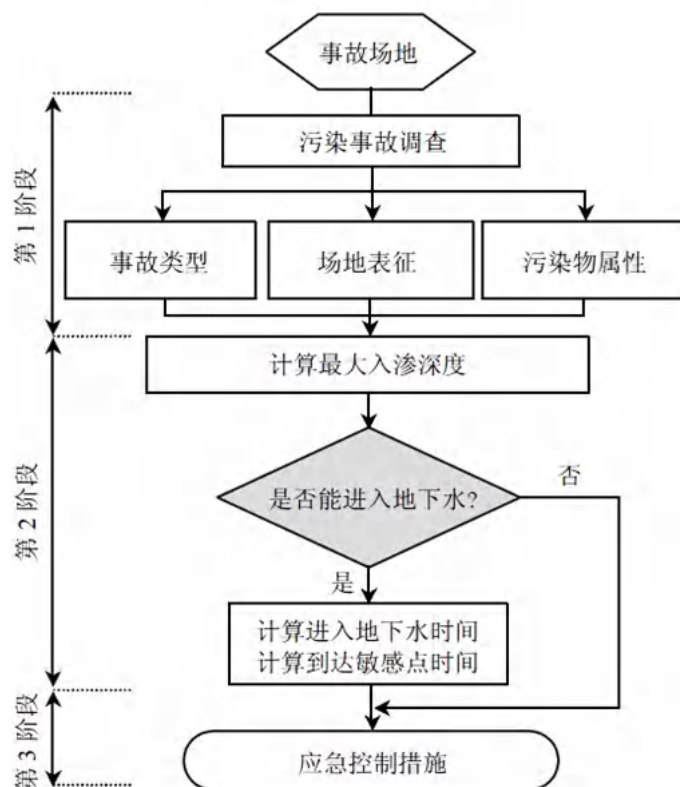 事故场地
污染事故调查
第1阶段
事故类型
场地表征
污染物属性
计算最大入渗深度
第2阶段
是否能进入地下水?
否
是
计算进入地下水时间
计算到达敏感点时间
第3阶段
应急控制措施